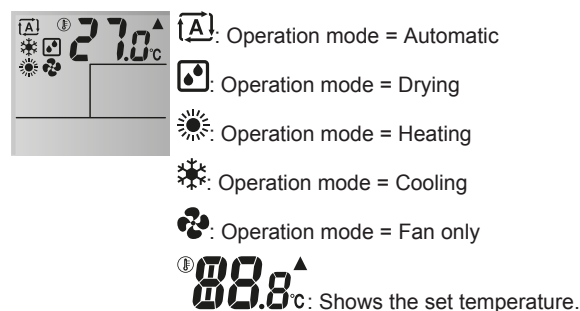 A 27.0°C
A: Operation mode = Automatic
: Operation mode = Drying
: Operation mode = Heating
: Operation mode = Cooling
: Operation mode = Fan only
88.8°C: Shows the set temperature.